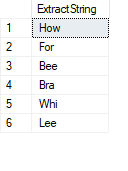 ExtractString
1 How
2 For
3 Bee
4 Bra
5 Whi
6 Lee